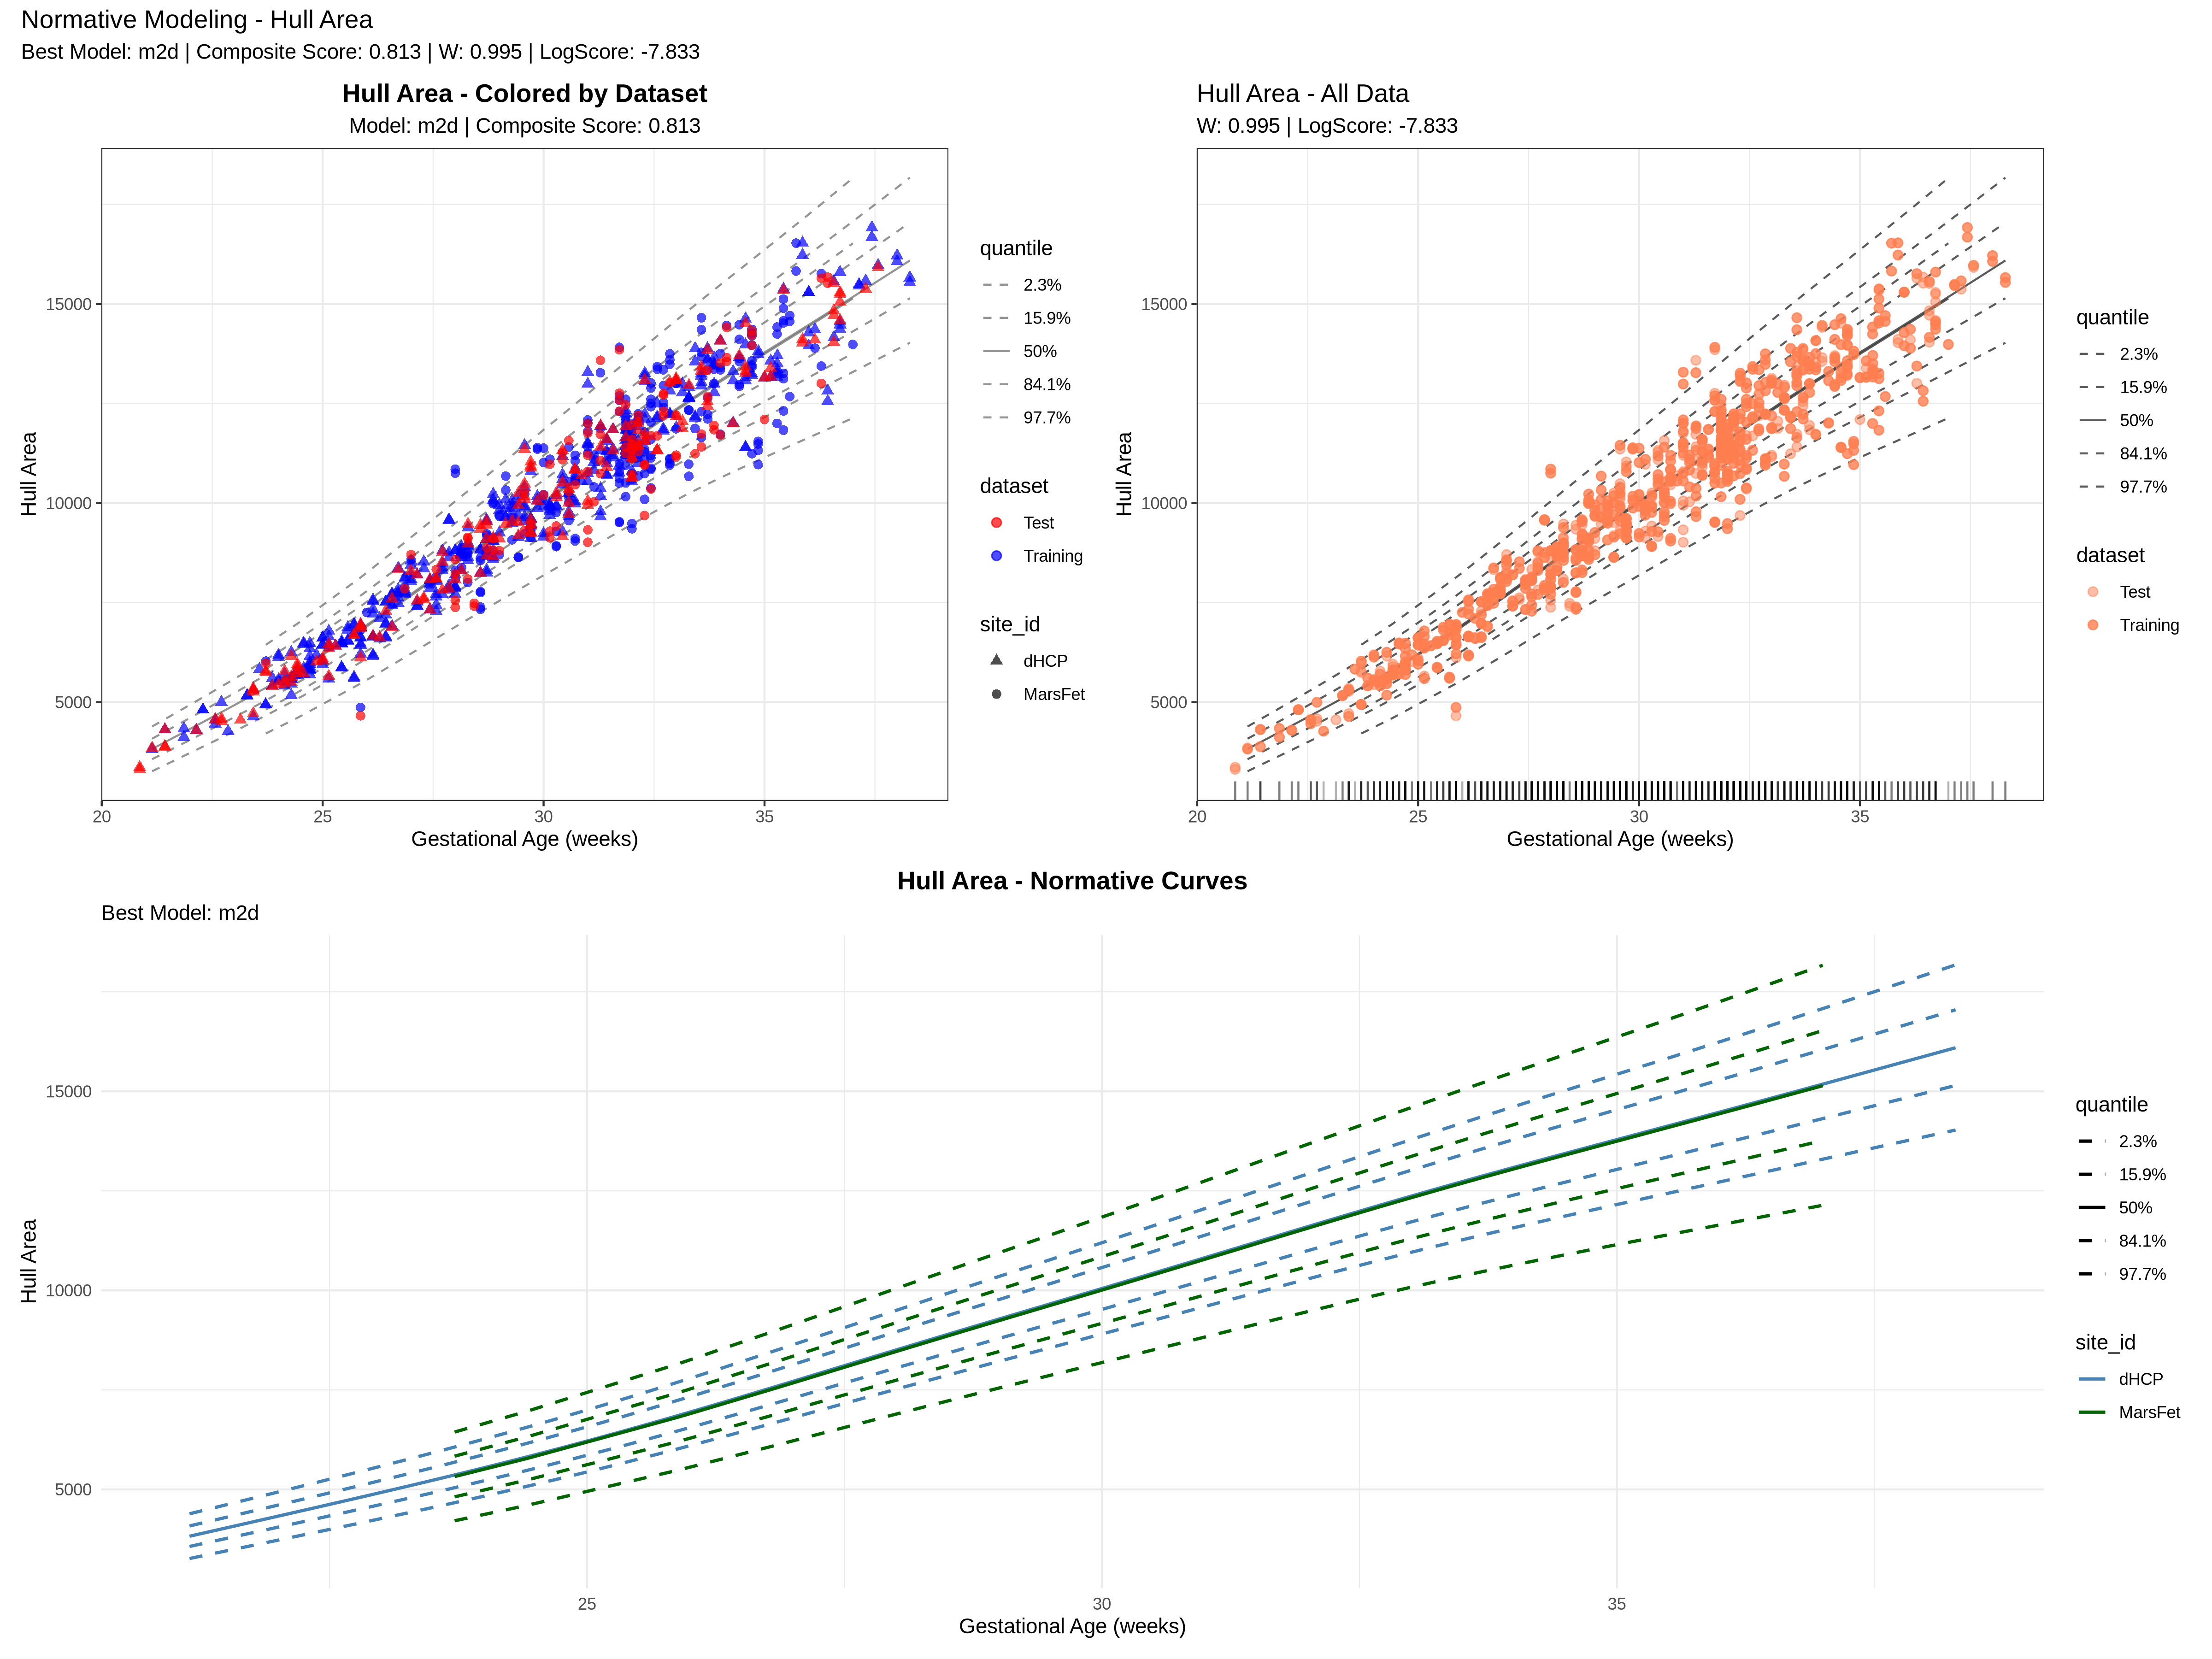 Normative Modeling - Hull Area
Best Model: m2d | Composite Score: 0.813 | W: 0.995 | LogScore: -7.833
Hull Area - Colored by Dataset
Model: m2d | Composite Score: 0.813
Hull Area
15000
10000
5000
20
25
30
35
Gestational Age (weeks)
quantile
2.3%
15.9%
50%
84.1%
97.7%
dataset
Test
Training
site_id
dHCP
MarsFet
Hull Area - All Data
W: 0.995 | LogScore: -7.833
Hull Area
15000
10000
5000
20
25
30
35
Gestational Age (weeks)
quantile
2.3%
15.9%
50%
84.1%
97.7%
dataset
Test
Training
Hull Area - Normative Curves
Best Model: m2d
Hull Area
15000
10000
5000
25
30
35
Gestational Age (weeks)
quantile
2.3%
15.9%
50%
84.1%
97.7%
site_id
dHCP
MarsFet